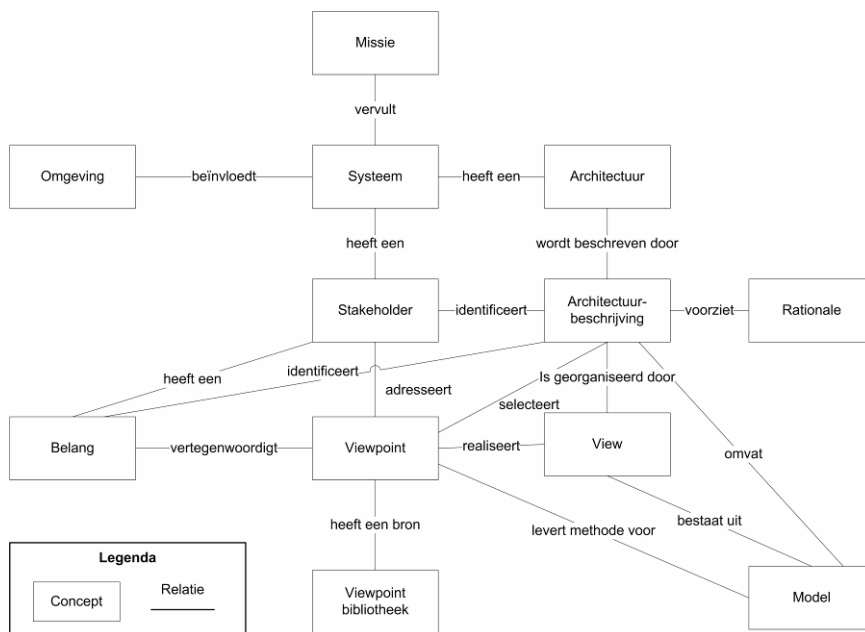 Missie
vervult
Omgeving
beïnvloedt
Systeem
heeft een
Architectuur
heeft een
wordt beschreven door
Stakeholder
identificeert
Architectuur-
beschrijving
voorziet
Rationale
heeft een
identificeert
adresseert
Is georganiseerd door
selecteert
Belang
vertegenwoordigt
Viewpoint
realiseert
View
omvat
heeft een bron
levert methode voor
bestaat uit
Legenda
Concept
Relatie
Viewpoint
bibliotheek
Model